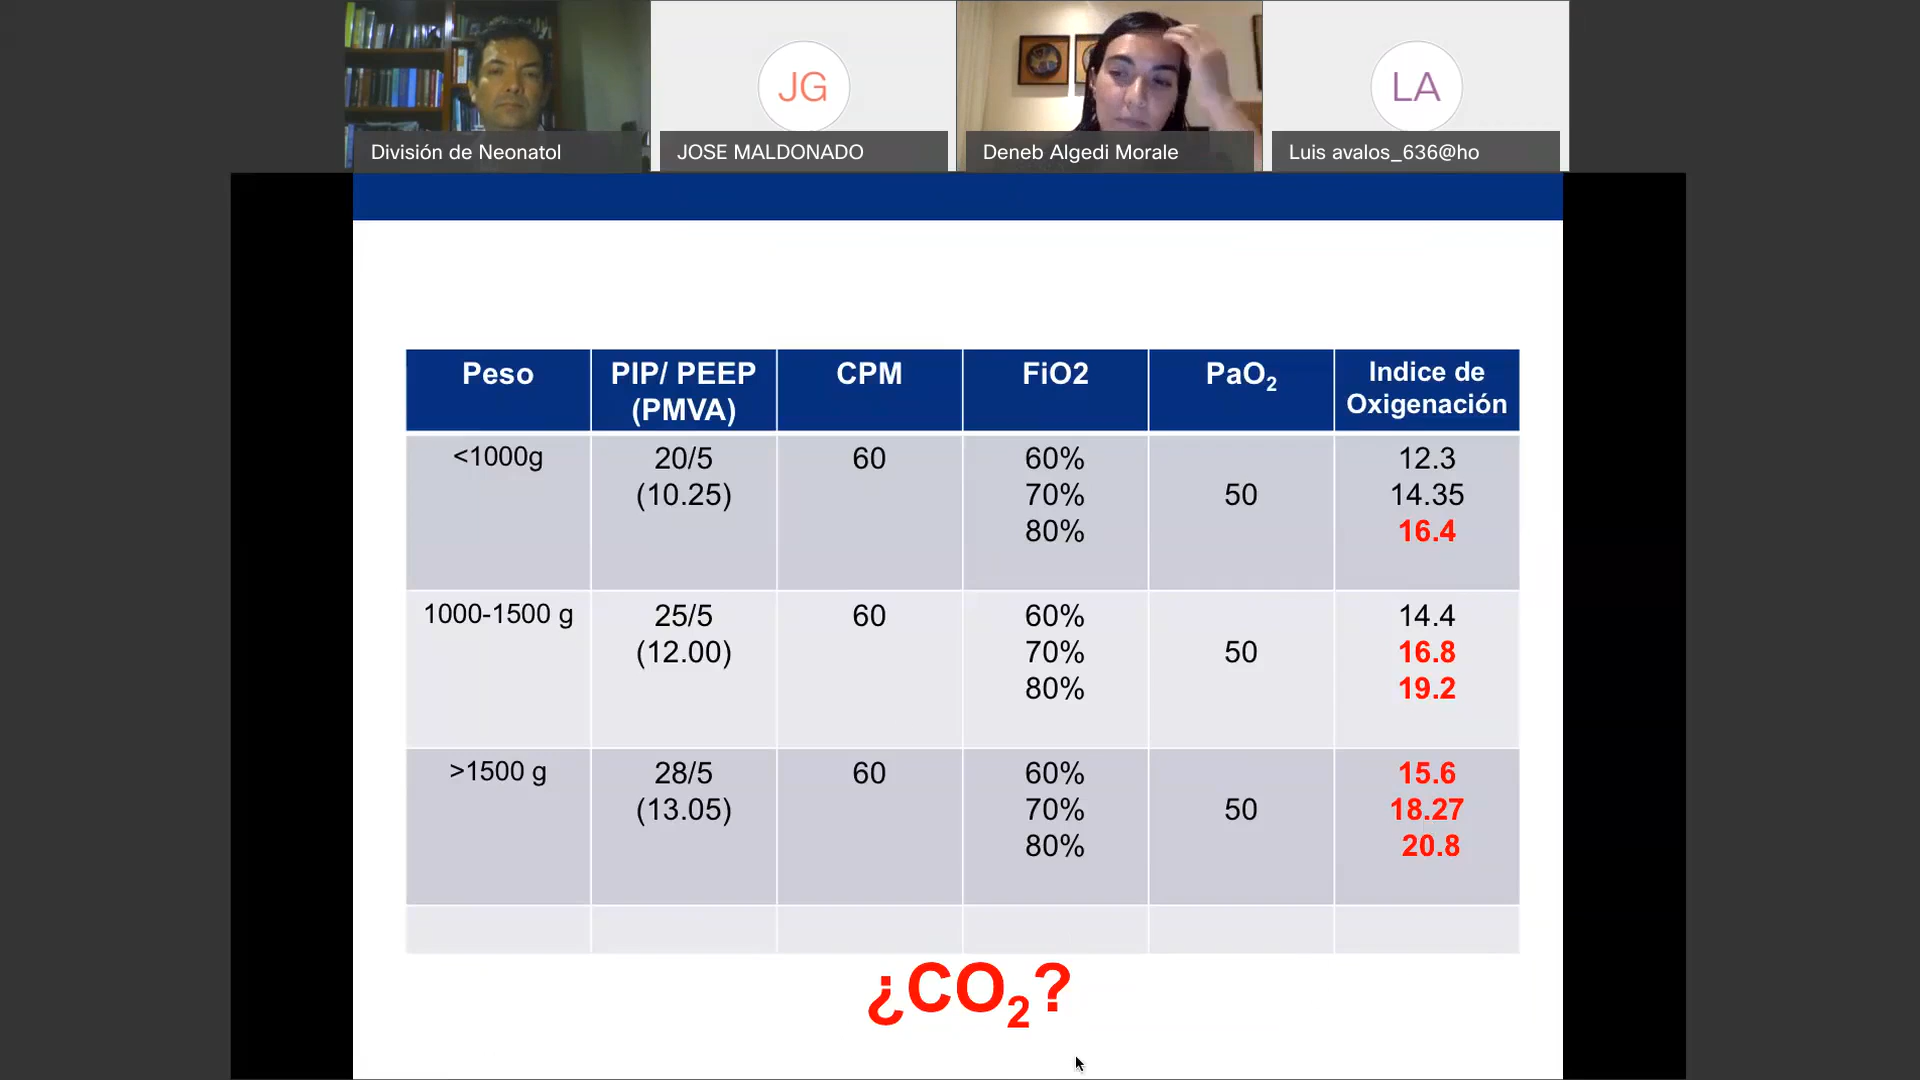 División de Neonatol
JG
JOSE MALDONADO
Deneb Algedi Morale
LA
Luis avalos_636@ho
Peso
PIP/ PEEP
(PMVA)
CPM
FiO2
PaO₂
Indice de
Oxigenación
<1000g
20/5
(10.25)
60
60%
70%
80%
50
12.3
14.35
16.4
1000-1500 g
25/5
(12.00)
60
60%
70%
80%
50
14.4
16.8
19.2
>1500 g
28/5
(13.05)
60
60%
70%
80%
50
15.6
18.27
20.8
¿CO₂?